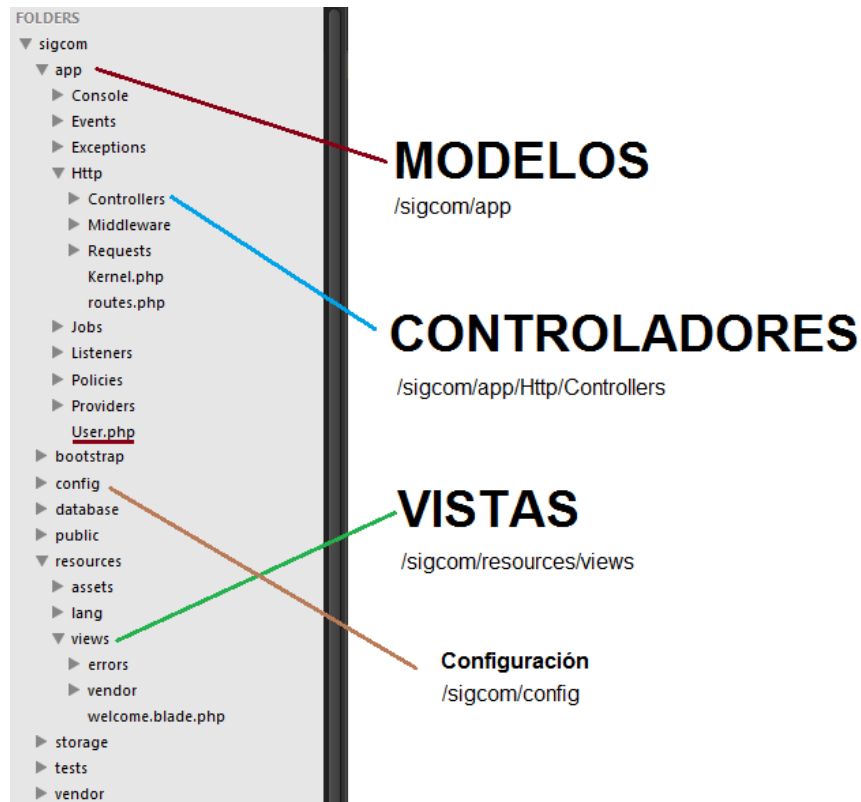 FOLDERS
sigcom
app
Console
Events
Exceptions
Http
Controllers
Middleware
Requests
Kernel.php
routes.php
Jobs
Listeners
Policies
Providers
User.php
bootstrap
config
database
public
resources
assets
lang
views
errors
vendor
welcome.blade.php
storage
tests
vendor
MODELOS
/sigcom/app
CONTROLADORES
/sigcom/app/Http/Controllers
VISTAS
/sigcom/resources/views
Configuración
/sigcom/config